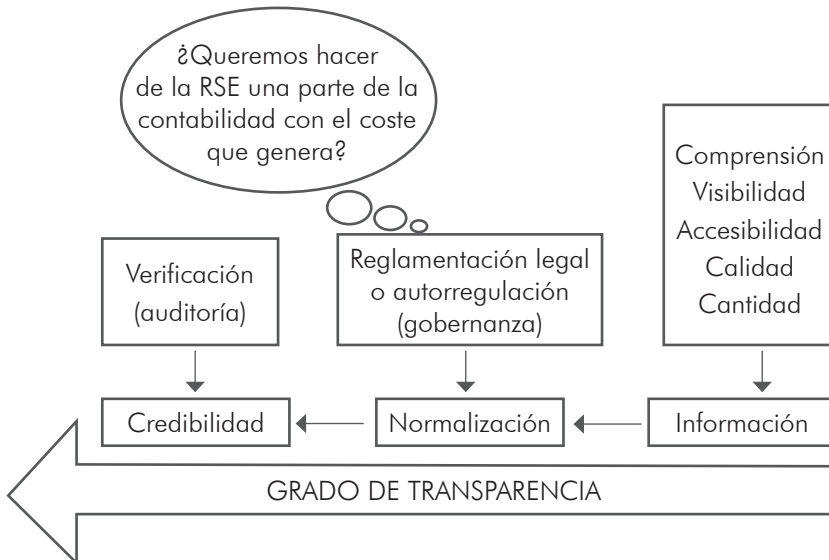 ¿Queremos hacer
de la RSE una parte de la
contabilidad con el coste
que genera?
Comprensión
Visibilidad
Accesibilidad
Calidad
Cantidad
Verificación
(auditoría)
Reglamentación legal
o autorregulación
(gobernanza)
Credibilidad
Normalización
Información
GRADO DE TRANSPARENCIA